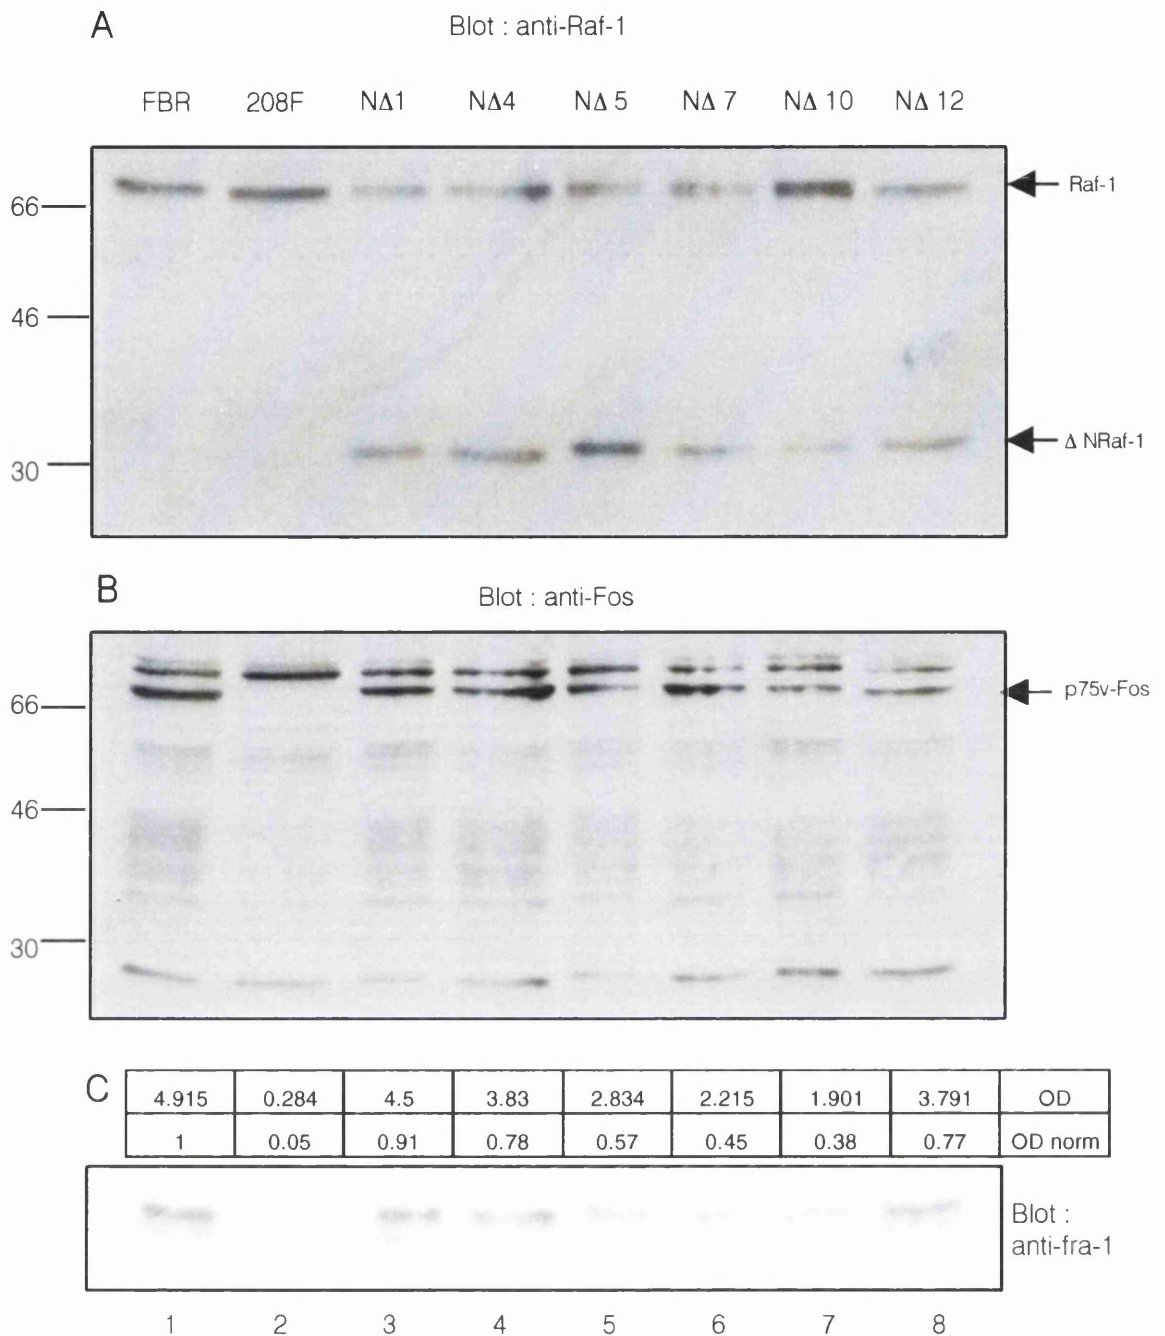 A
Blot : anti-Raf-1
FBR 208F NΔ1 NΔ4 NΔ 5 NΔ 7 NΔ 10 NΔ 12
Raf-1
66
46
Δ NRaf-1
30
B
Blot : anti-Fos
p75v-Fos
66
46
30
C
4.915 0.284 4.5 3.83 2.834 2.215 1.901 3.791 OD
1 0.05 0.91 0.78 0.57 0.45 0.38 0.77 OD norm
Blot :
anti-fra-1
1 2 3 4 5 6 7 8